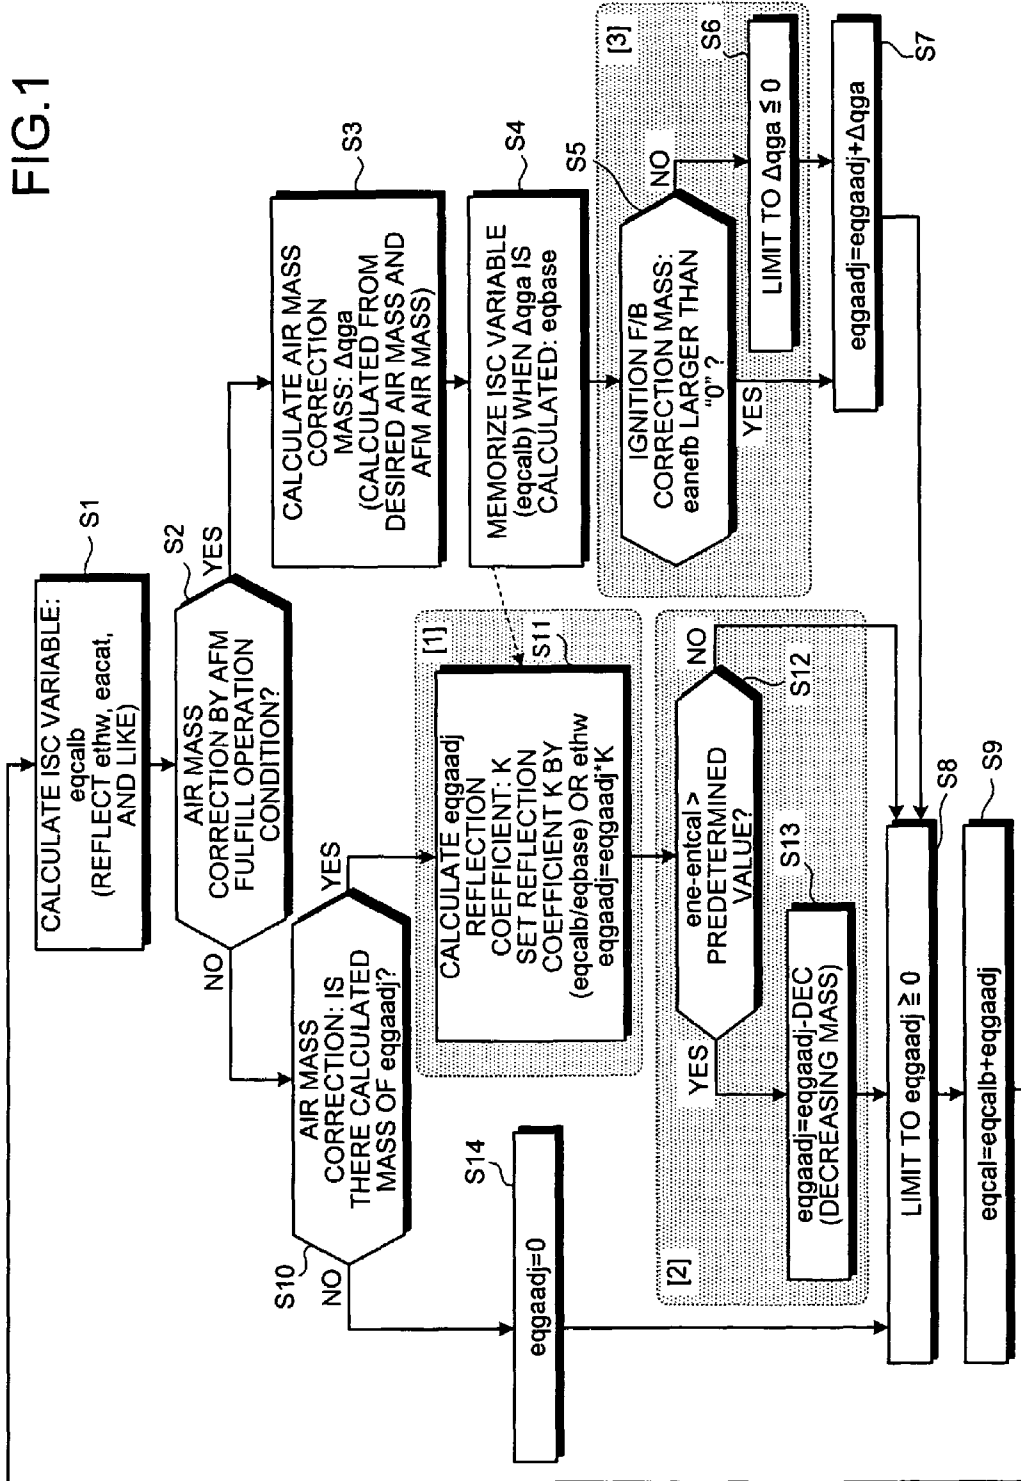 FIG.1
CALCULATE ISC VARIABLE:
eqcalb
(REFLECT ethw, eacat,
AND LIKE)
S1
AIR MASS
CORRECTION BY AFM
FULFILL OPERATION
CONDITION?
S2
YES
NO
CALCULATE AIR MASS
CORRECTION
MASS: Δqga
(CALCULATED FROM
DESIRED AIR MASS AND
AFM AIR MASS)
S3
MEMORIZE ISC VARIABLE
(eqcalb) WHEN Δqga IS
CALCULATED: eqbase
S4
[3]
IGNITION F/B
CORRECTION MASS:
eanefb LARGER THAN
"0" ?
S5
NO
YES
LIMIT TO Δqga ≦ 0
S6
eqgaadj=eqgaadj+Δqga
S7
AIR MASS
CORRECTION: IS
THERE CALCULATED
MASS OF eqgaadj?
S10
YES
NO
[1]
CALCULATE eqgaadj
REFLECTION
COEFFICIENT: K
SET REFLECTION
COEFFICIENT K BY
(eqcalb/eqbase) OR ethw
eqgaadj=eqgaadj*K
S11
[2]
ene-entcal >
PREDETERMINED
VALUE?
S12
NO
YES
eqgaadj=eqgaadj-DEC
(DECREASING MASS)
S13
eqgaadj=0
S14
LIMIT TO eqgaadj ≧ 0
S8
eqcal=eqcalb+eqgaadj
S9